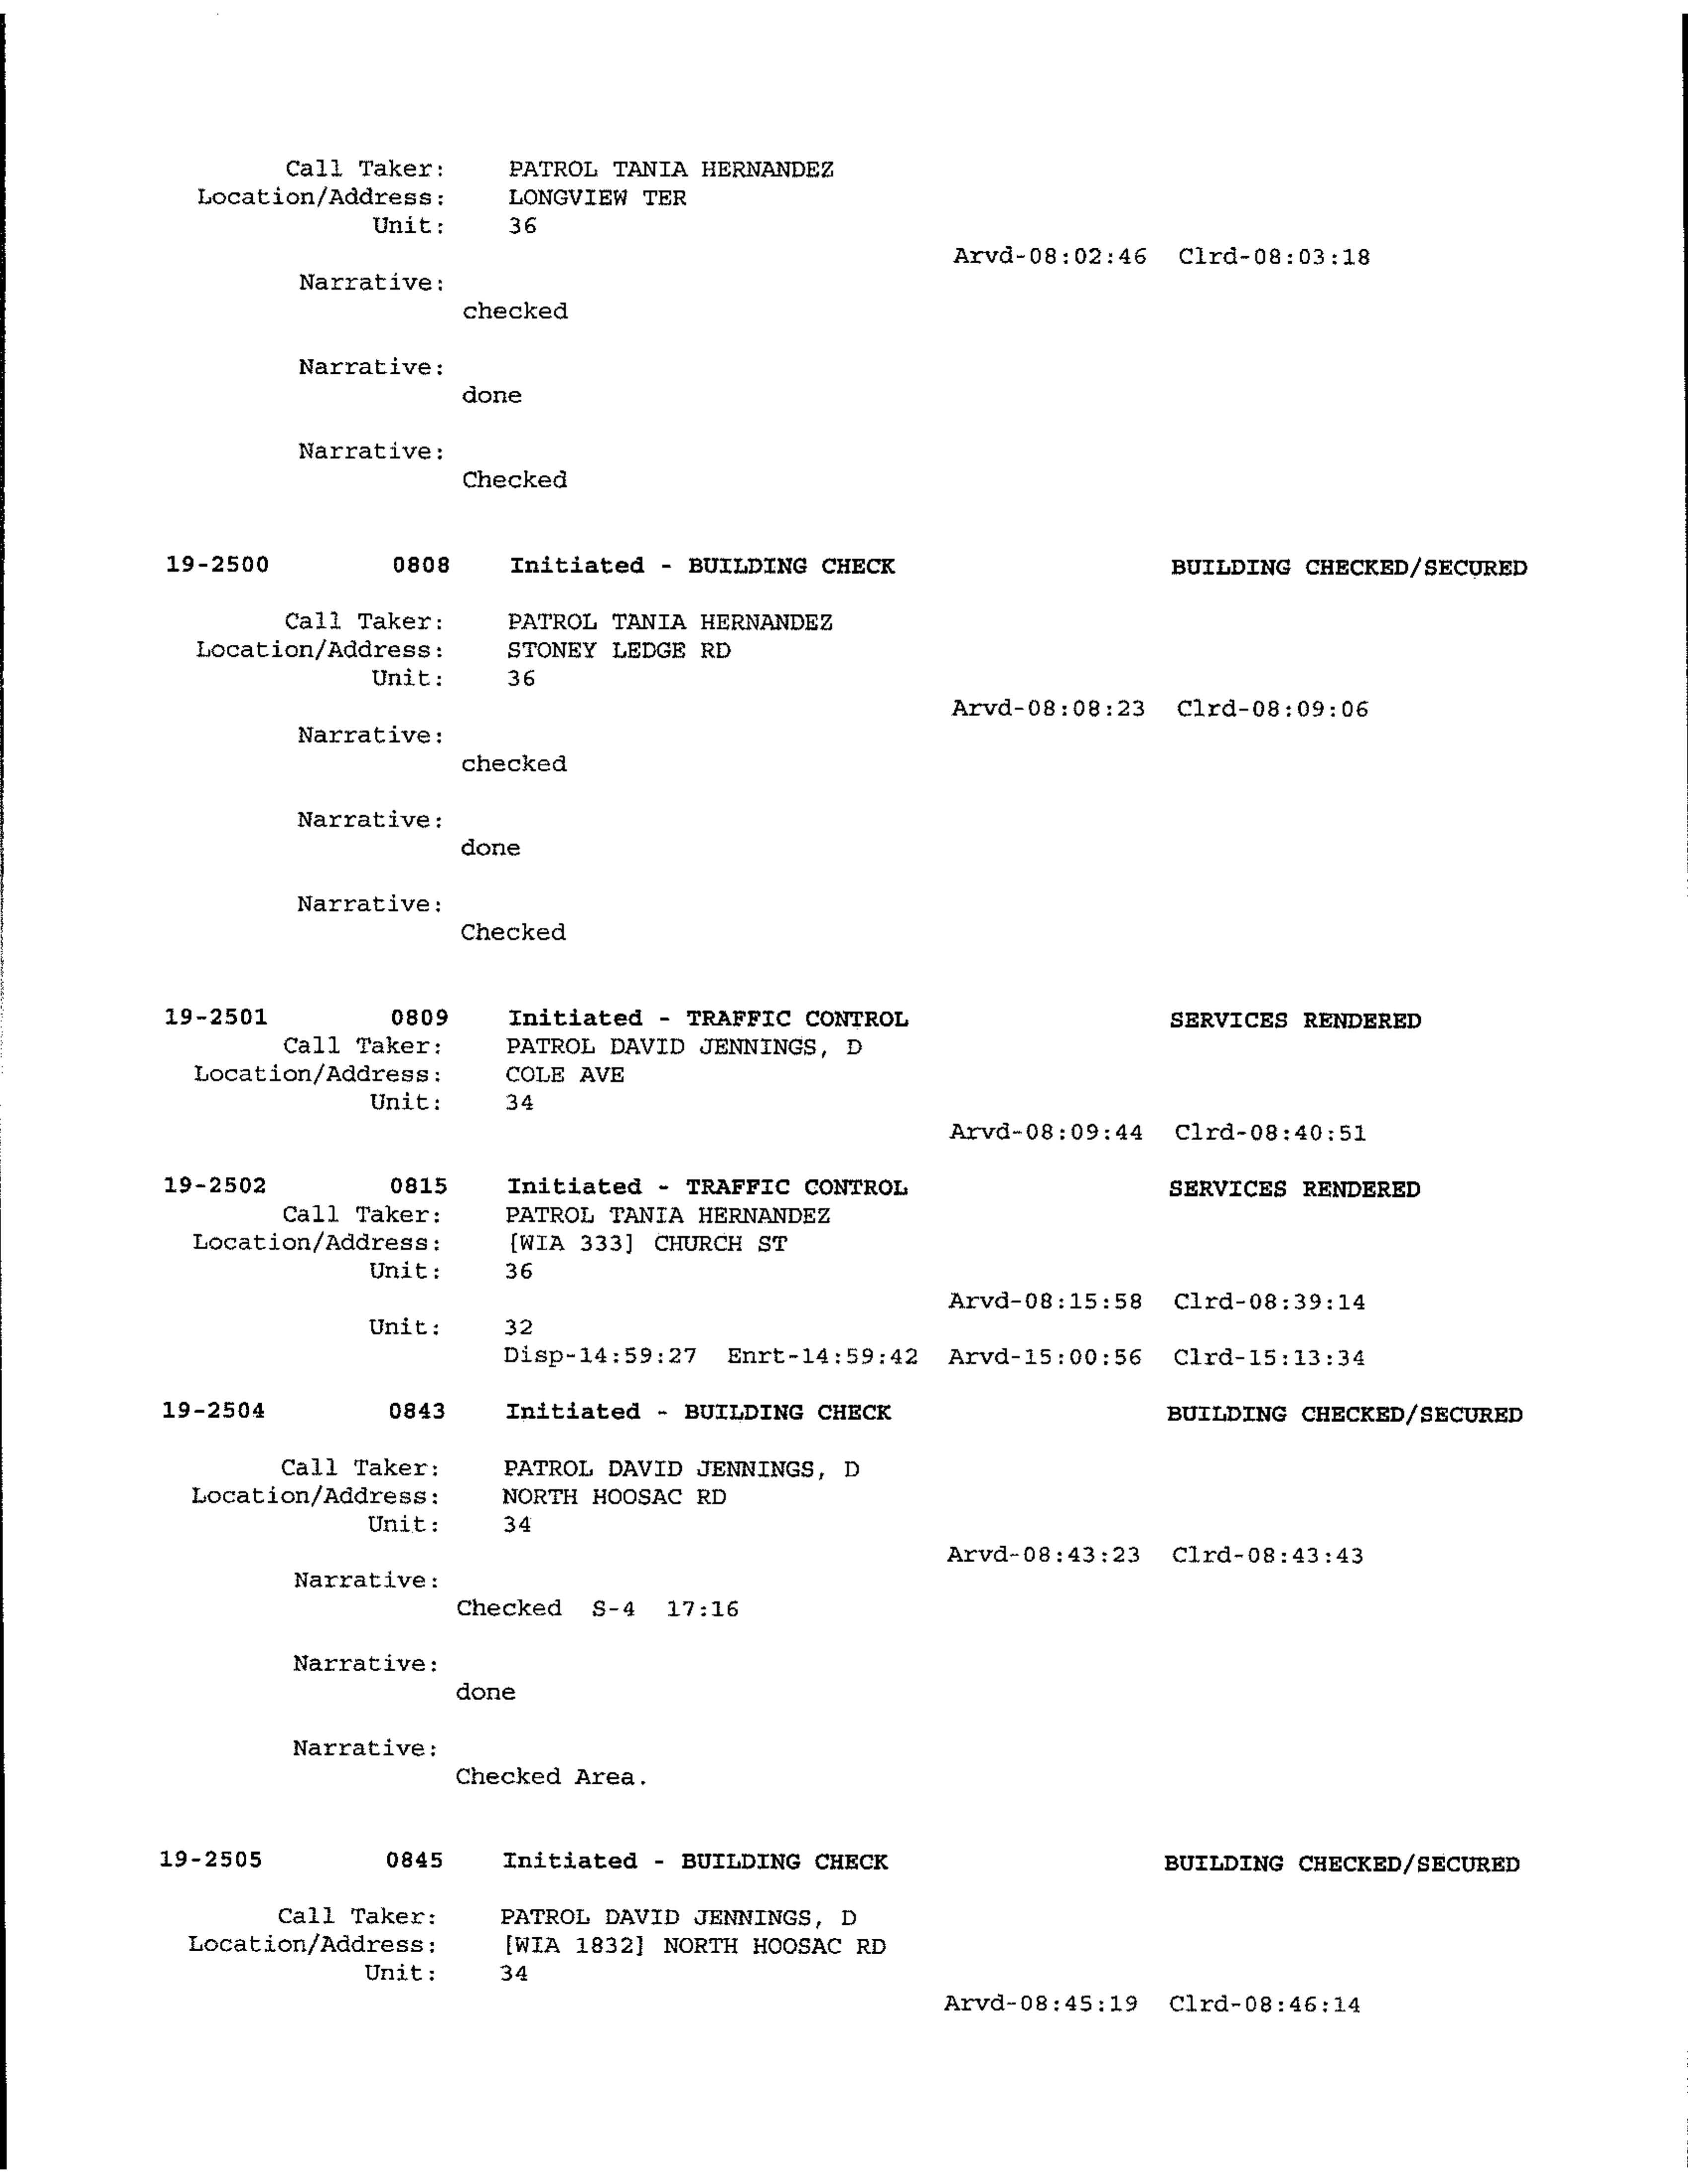 Call Taker: PATROL TANIA HERNANDEZ
Location/Address: LONGVIEW TER
Unit: 36
Arvd-08:02:46 Clrd-08:03:18
Narrative:
checked
Narrative:
done
Narrative:
Checked
19-2500 0808 Initiated - BUILDING CHECK BUILDING CHECKED/SECURED
Call Taker: PATROL TANIA HERNANDEZ
Location/Address: STONEY LEDGE RD
Unit: 36
Arvd-08:08:23 Clrd-08:09:06
Narrative:
checked
Narrative:
done
Narrative:
Checked
19-2501 0809 Initiated - TRAFFIC CONTROL SERVICES RENDERED
Call Taker: PATROL DAVID JENNINGS, D
Location/Address: COLE AVE
Unit: 34
Arvd-08:09:44 Clrd-08:40:51
19-2502 0815 Initiated - TRAFFIC CONTROL SERVICES RENDERED
Call Taker: PATROL TANIA HERNANDEZ
Location/Address: [WIA 333] CHURCH ST
Unit: 36
Arvd-08:15:58 Clrd-08:39:14
Unit: 32
Disp-14:59:27 Enrt-14:59:42 Arvd-15:00:56 Clrd-15:13:34
19-2504 0843 Initiated - BUILDING CHECK BUILDING CHECKED/SECURED
Call Taker: PATROL DAVID JENNINGS, D
Location/Address: NORTH HOOSAC RD
Unit: 34
Arvd-08:43:23 Clrd-08:43:43
Narrative:
Checked S-4 17:16
Narrative:
done
Narrative:
Checked Area.
19-2505 0845 Initiated - BUILDING CHECK BUILDING CHECKED/SECURED
Call Taker: PATROL DAVID JENNINGS, D
Location/Address: [WIA 1832] NORTH HOOSAC RD
Unit: 34
Arvd-08:45:19 Clrd-08:46:14